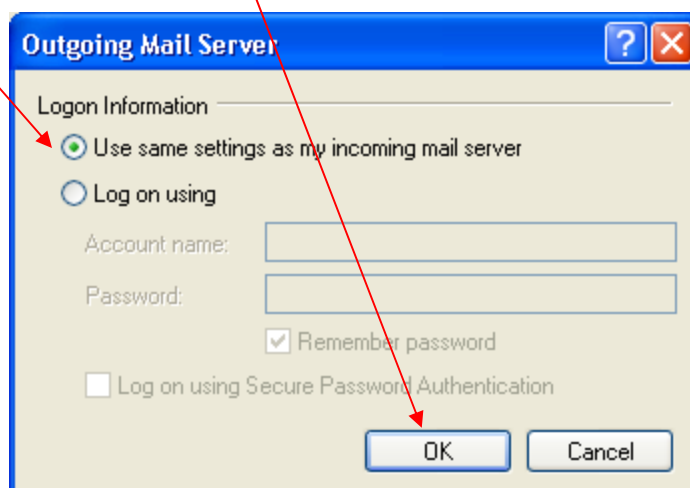 Outgoing Mail Server
Logon Information
Use same settings as my incoming mail server
Log on using
Account name:
Password:
Remember password
Log on using Secure Password Authentication
OK Cancel